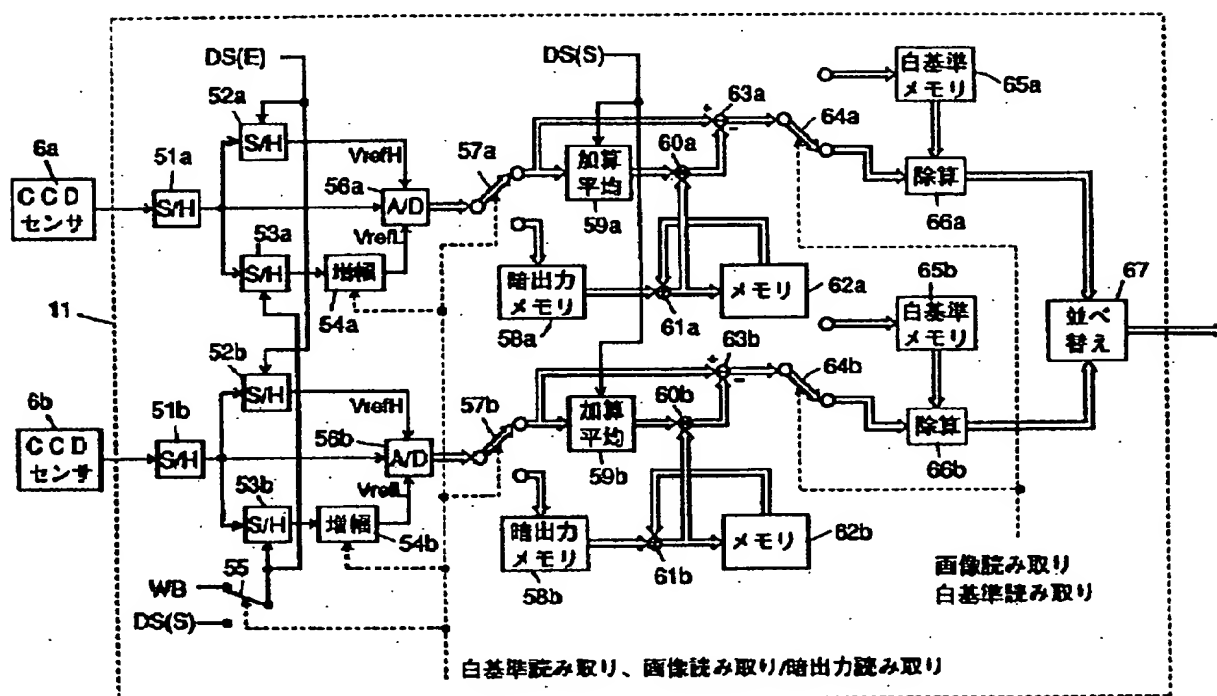 DS(E)
DS(S)
52a
63a
白基準
メモリ
65a
64a
6a
51a
S/H
VrefH
57a
60a
56a
CCD
センサ
S/H
A/D
加算
平均
除算
53a
VrefL
59a
66a
S/H
増幅
65b
67
11
54a
暗出力
メモリ
メモリ
62a
白基準
メモリ
並べ
替え
58a
61a
52b
63b
S/H
64b
6b
51b
VrefH
57b
60b
56b
CCD
センサ
S/H
A/D
加算
平均
除算
53b
VrefL
59b
66b
S/H
増幅
54b
暗出力
メモリ
メモリ
62b
55
58b
61b
WB
DS(S)
画像読み取り
白基準読み取り
白基準読み取り、画像読み取り/暗出力読み取り